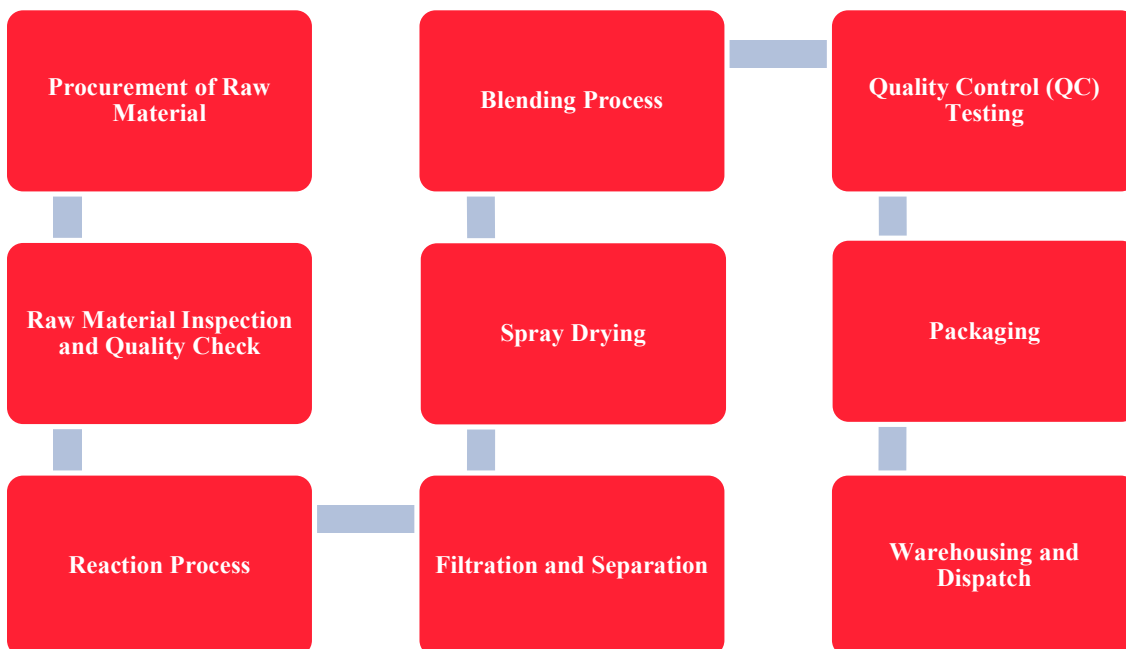 Procurement of Raw
Material
Raw Material Inspection
and Quality Check
Reaction Process
Filtration and Separation
Spray Drying
Blending Process
Quality Control (QC)
Testing
Packaging
Warehousing and
Dispatch